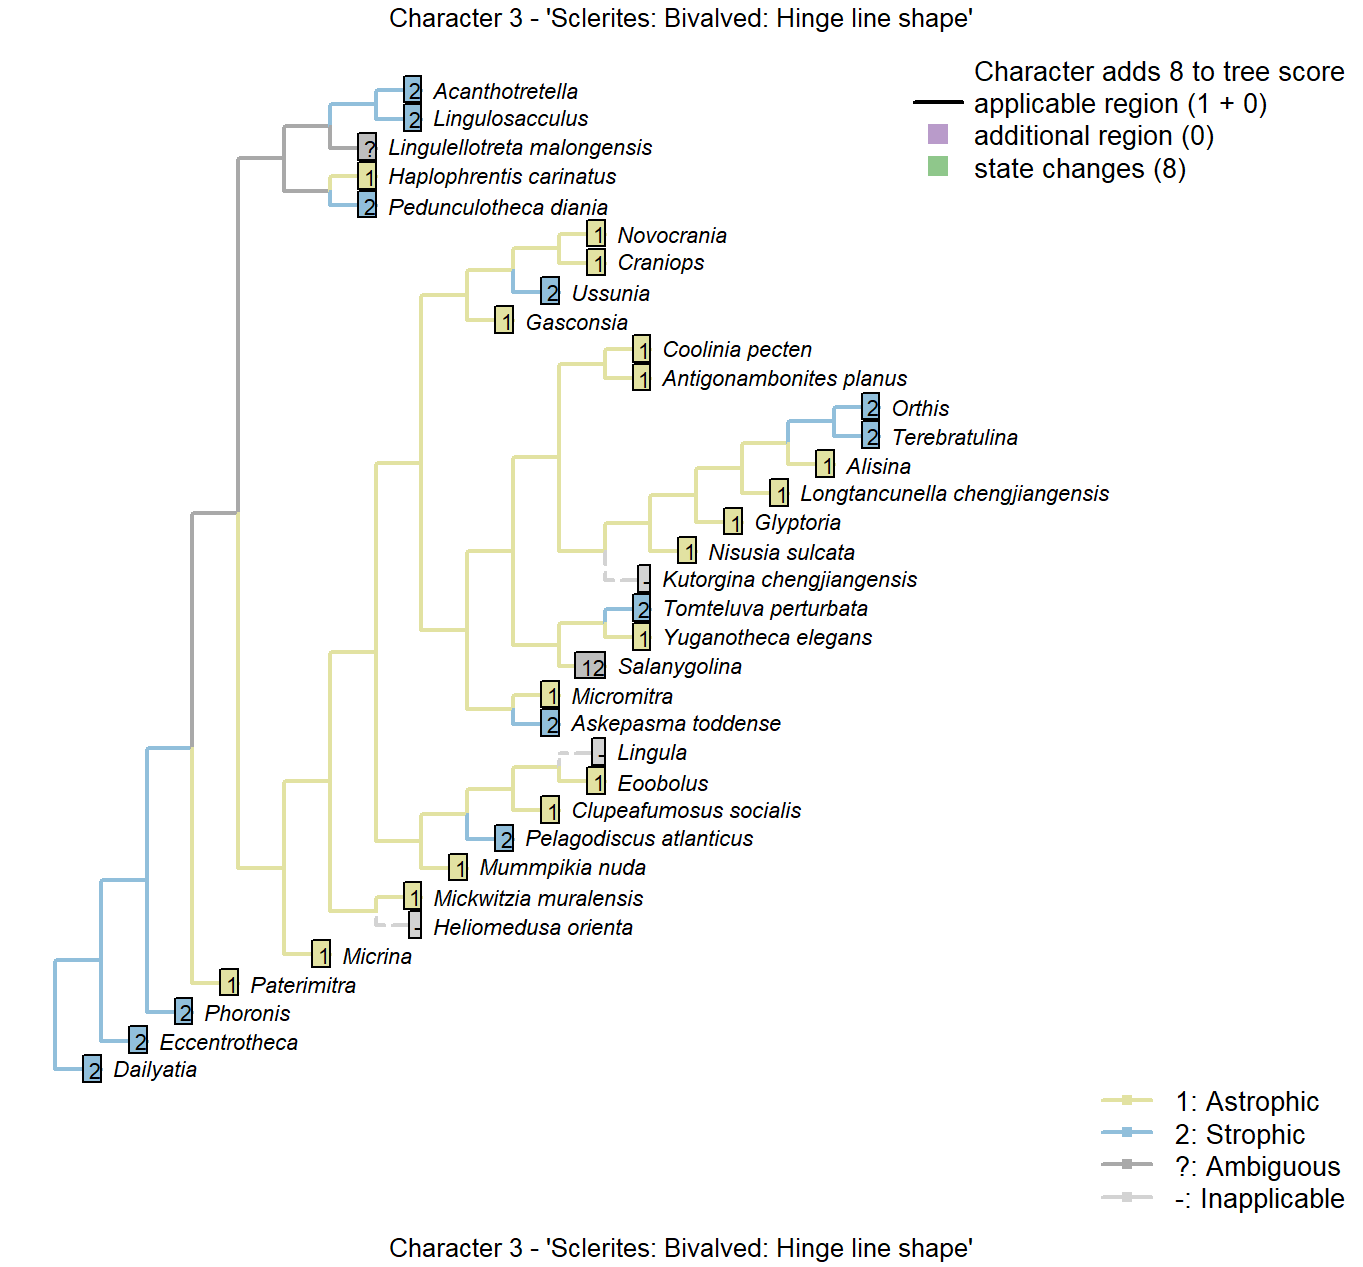 Character 3 - 'Sclerites: Bivalved: Hinge line shape'
Character adds 8 to tree score
applicable region (1 + 0)
additional region (0)
state changes (8)
2 Acanthotretella
2 Lingulosacculus
? Lingulellotreta malongensis
1 Haplophrentis carinatus
2 Pedunculotheca diania
1 Novocrania
1 Craniops
2 Ussunia
1 Gasconsia
1 Coolinia pecten
1 Antigonambonites planus
2 Orthis
2 Terebratulina
1 Alisina
1 Longtancunella chengjiangensis
1 Glyptoria
1 Nisusia sulcata
- Kutorgina chengjiangensis
2 Tomteluva perturbata
1 Yuganotheca elegans
12 Salanygolina
1 Micromitra
2 Askepasma toddense
- Lingula
1 Eoobolus
1 Clupeafumosus socialis
2 Pelagodiscus atlanticus
1 Mummpikia nuda
1 Mickwitzia muralensis
- Heliomedusa orienta
1 Micrina
1 Paterimitra
2 Phoronis
2 Eccentrotheca
2 Dailyatia
1: Astrophic
2: Strophic
?: Ambiguous
-: Inapplicable
Character 3 - 'Sclerites: Bivalved: Hinge line shape'